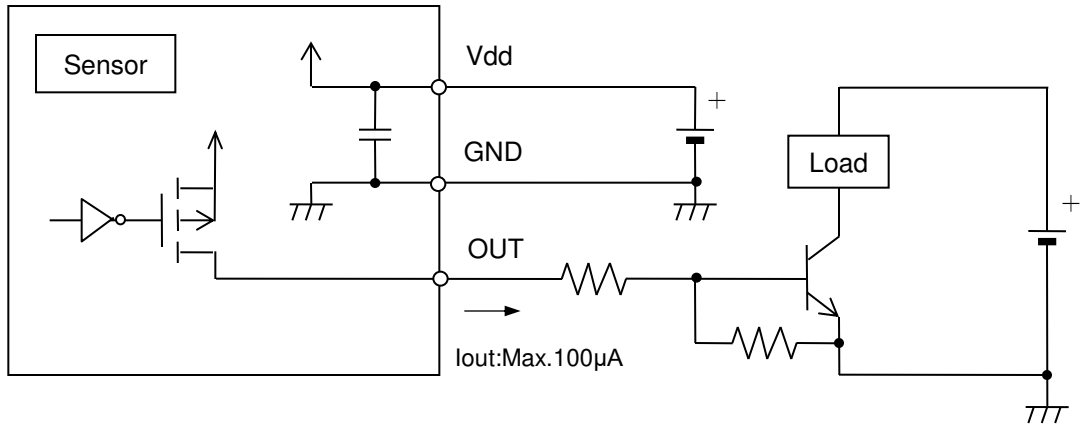 Sensor
Vdd
+
GND
Load
+
OUT
Iout:Max.100µA